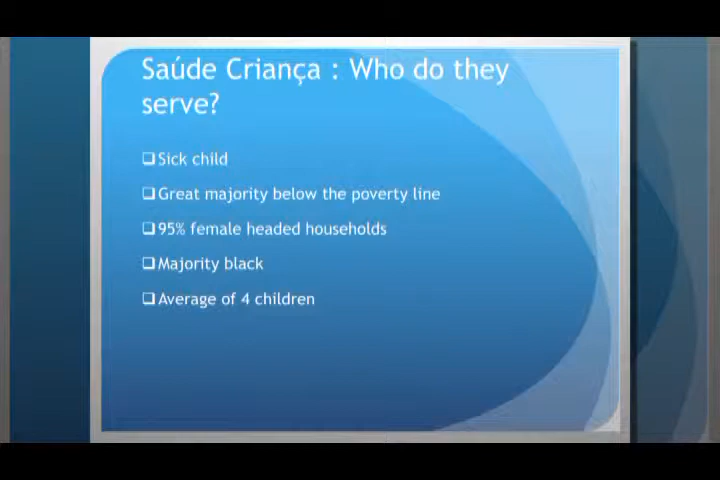 Saúde Criança : Who do they
serve?
❑Sick child
❑Great majority below the poverty line
❑95% female headed households
❑Majority black
❑Average of 4 children